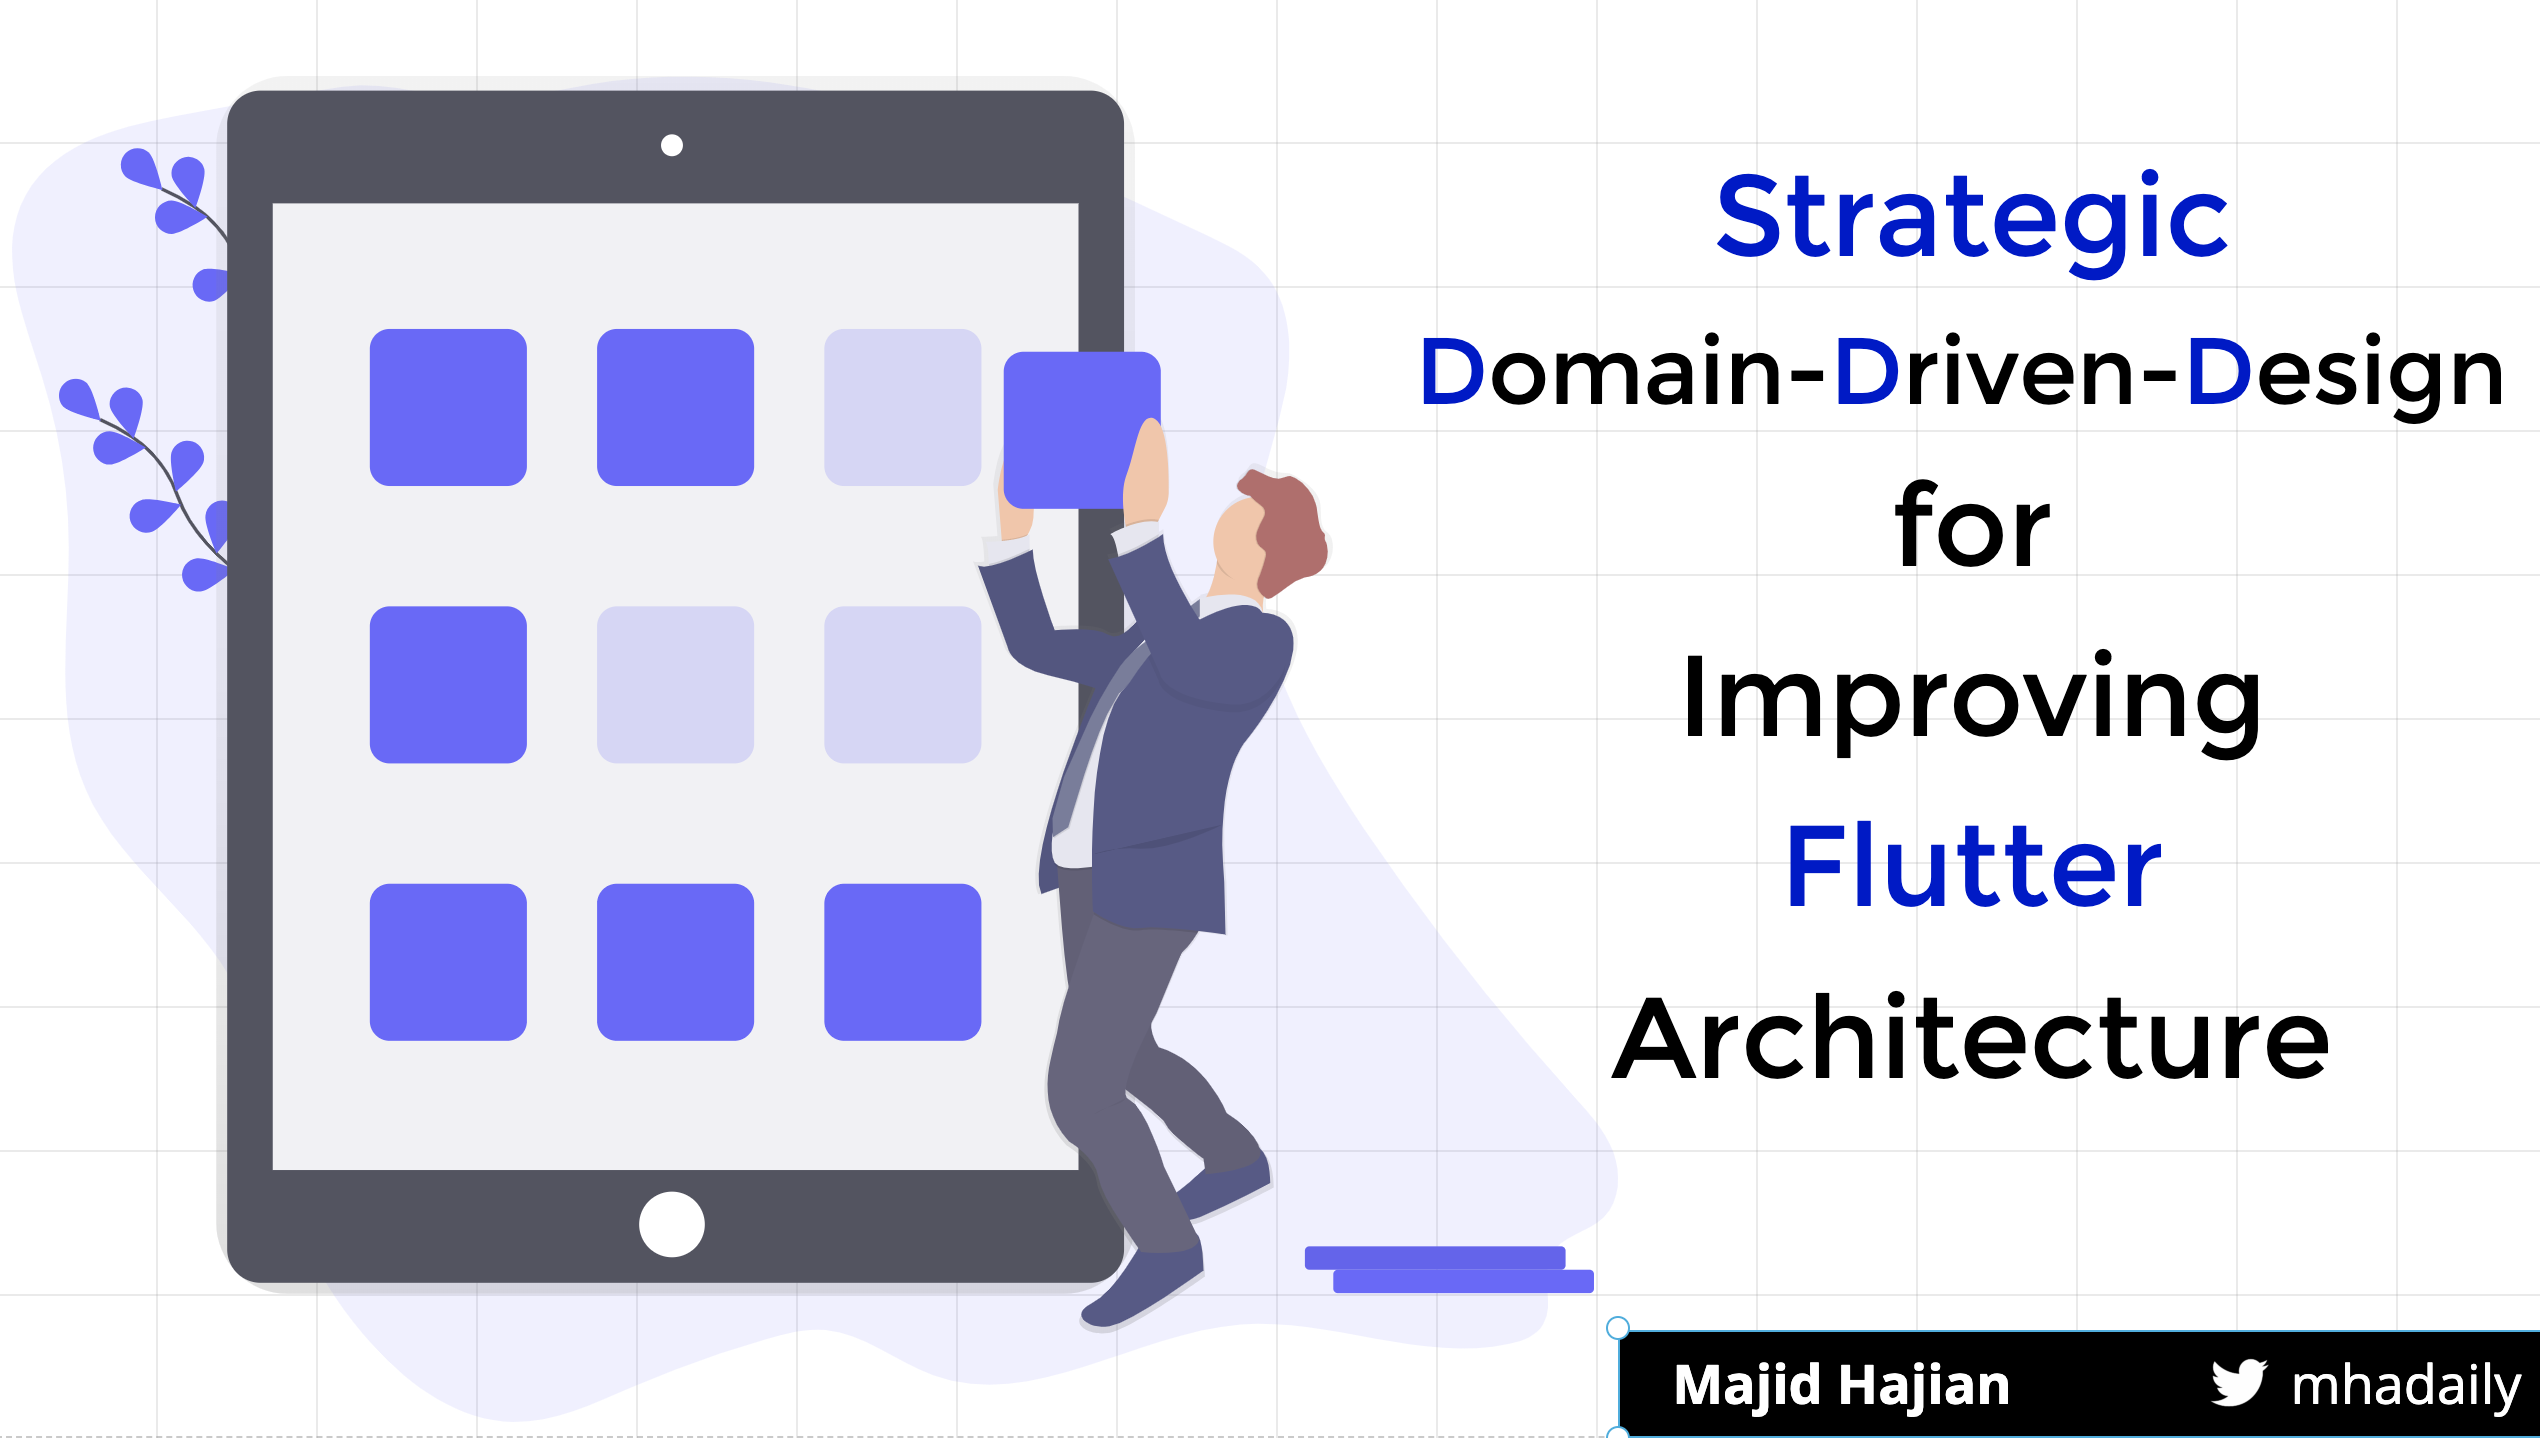 Strategic
Domain-Driven-Design
for
Improving
Flutter
Architecture
Majid Hajian mhadaily